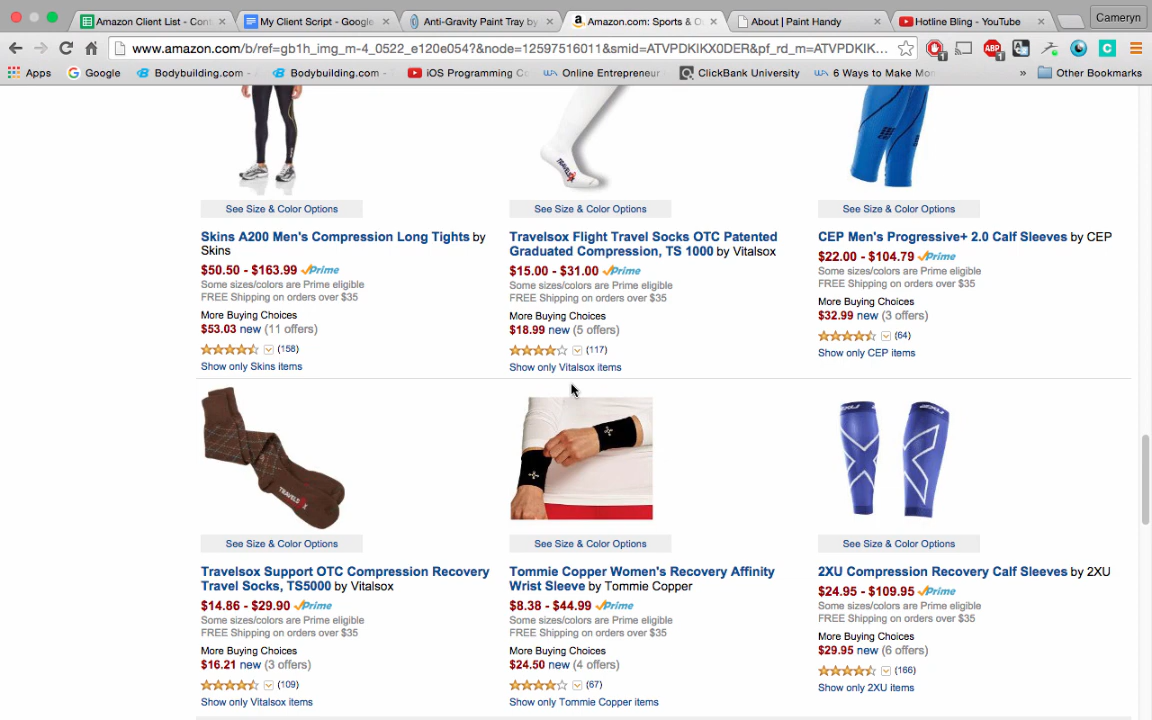 Amazon Client List - Cont
My Client Script - Google
Anti-Gravity Paint Tray by
Amazon.com: Sports & O
About | Paint Handy
Hotline Bling - YouTube
Cameryn
www.amazon.com/b/ref=gb1h_img_m-4_0522_e120e054?&node=12597516011&smid=ATVPDKIKX0DER&pf_rd_m=ATVPDKIK...
Apps
Google
Bodybuilding.com -
Bodybuilding.com -
iOS Programming Co
Online Entrepreneur
ClickBank University
6 Ways to Make Mon
»
Other Bookmarks
See Size & Color Options
See Size & Color Options
See Size & Color Options
Skins A200 Men's Compression Long Tights by
Skins
$50.50 - $163.99 Prime
Some sizes/colors are Prime eligible
FREE Shipping on orders over $35
More Buying Choices
$53.03 new (11 offers)
(158)
Show only Skins items
Travelsox Flight Travel Socks OTC Patented
Graduated Compression, TS 1000 by Vitalsox
$15.00 - $31.00 Prime
Some sizes/colors are Prime eligible
FREE Shipping on orders over $35
More Buying Choices
$18.99 new (5 offers)
(117)
Show only Vitalsox items
CEP Men's Progressive+ 2.0 Calf Sleeves by CEP
$22.00 - $104.79 Prime
Some sizes/colors are Prime eligible
FREE Shipping on orders over $35
More Buying Choices
$32.99 new (3 offers)
(64)
Show only CEP items
TRAVELSOX
2XU
See Size & Color Options
See Size & Color Options
See Size & Color Options
Travelsox Support OTC Compression Recovery
Travel Socks, TS5000 by Vitalsox
$14.86 - $29.90 Prime
Some sizes/colors are Prime eligible
FREE Shipping on orders over $35
More Buying Choices
$16.21 new (3 offers)
(109)
Show only Vitalsox items
Tommie Copper Women's Recovery Affinity
Wrist Sleeve by Tommie Copper
$8.38 - $44.99 Prime
Some sizes/colors are Prime eligible
FREE Shipping on orders over $35
More Buying Choices
$24.50 new (4 offers)
(67)
Show only Tommie Copper items
2XU Compression Recovery Calf Sleeves by 2XU
$24.95 - $109.95 Prime
Some sizes/colors are Prime eligible
FREE Shipping on orders over $35
More Buying Choices
$29.95 new (6 offers)
(166)
Show only 2XU items